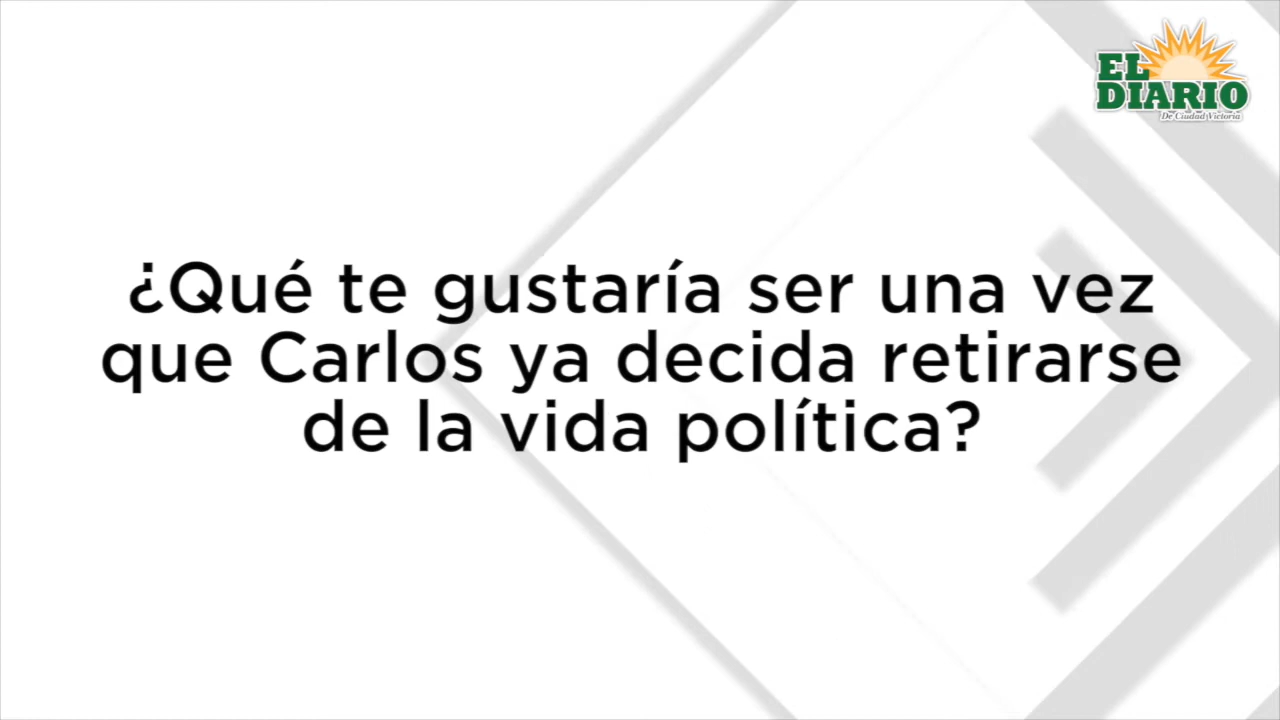 EL
DIARIO
De Ciudad Victoria
¿Qué te gustaría ser una vez
que Carlos ya decida retirarse
de la vida política?